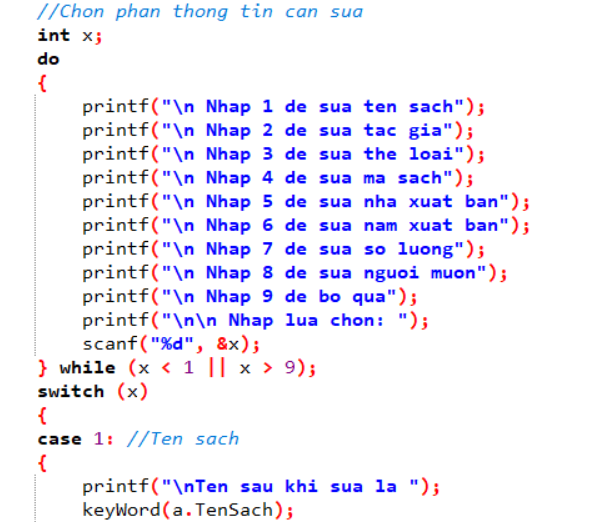 //Chon phan thong tin can sua
int x;
do
{
    printf("\n Nhap 1 de sua ten sach");
    printf("\n Nhap 2 de sua tac gia");
    printf("\n Nhap 3 de sua the loai");
    printf("\n Nhap 4 de sua ma sach");
    printf("\n Nhap 5 de sua nha xuat ban");
    printf("\n Nhap 6 de sua nam xuat ban");
    printf("\n Nhap 7 de sua so luong");
    printf("\n Nhap 8 de sua nguoi muon");
    printf("\n Nhap 9 de bo qua");
    printf("\n\n Nhap lua chon: ");
    scanf("%d", &x);
} while (x < 1 || x > 9);
switch (x)
{
case 1: //Ten sach
{
    printf("\nTen sau khi sua la ");
    keyWord(a.TenSach);